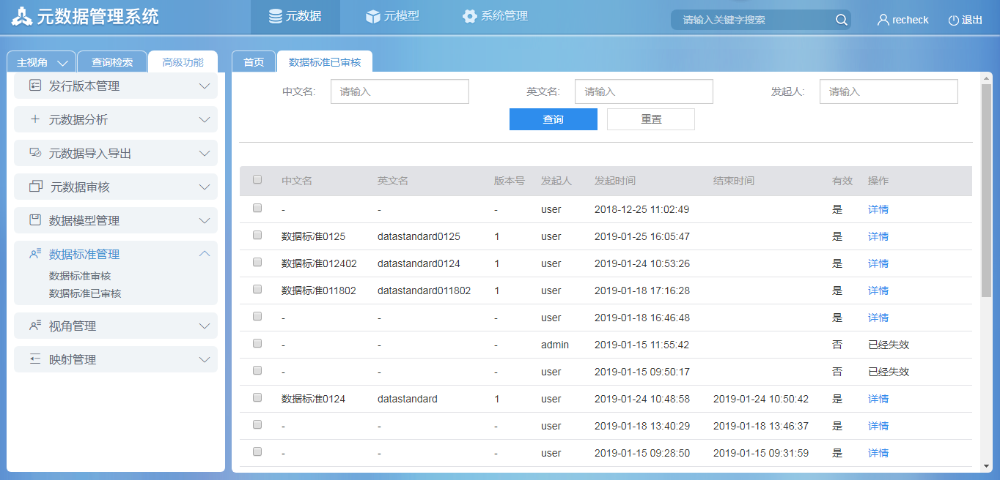 元数据管理系统 元数据 元模型 系统管理 请输入关键字搜索 recheck 退出
主视角 查询检索 高级功能 首页 数据标准已审核
发行版本管理
元数据分析
元数据导入导出
元数据审核
数据模型管理
数据标准管理
数据标准审核
数据标准已审核
视角管理
映射管理
中文名: 请输入 英文名: 请输入 发起人: 请输入
查询 重置
中文名 英文名 版本号 发起人 发起时间 结束时间 有效 操作
- - - user 2018-12-25 11:02:49 是 详情
数据标准0125 datastandard0125 1 user 2019-01-25 16:05:47 是 详情
数据标准012402 datastandard0124 1 user 2019-01-24 10:53:26 是 详情
数据标准011802 datastandard011802 1 user 2019-01-18 17:16:28 是 详情
- - - user 2019-01-18 16:46:48 是 详情
- - - admin 2019-01-15 11:55:42 否 已经失效
- - - user 2019-01-15 09:50:17 否 已经失效
数据标准0124 datastandard 1 user 2019-01-24 10:48:58 2019-01-24 10:50:42 是 详情
- - - user 2019-01-18 13:40:29 2019-01-18 13:46:37 是 详情
- - - user 2019-01-15 09:28:50 2019-01-15 09:31:59 是 详情